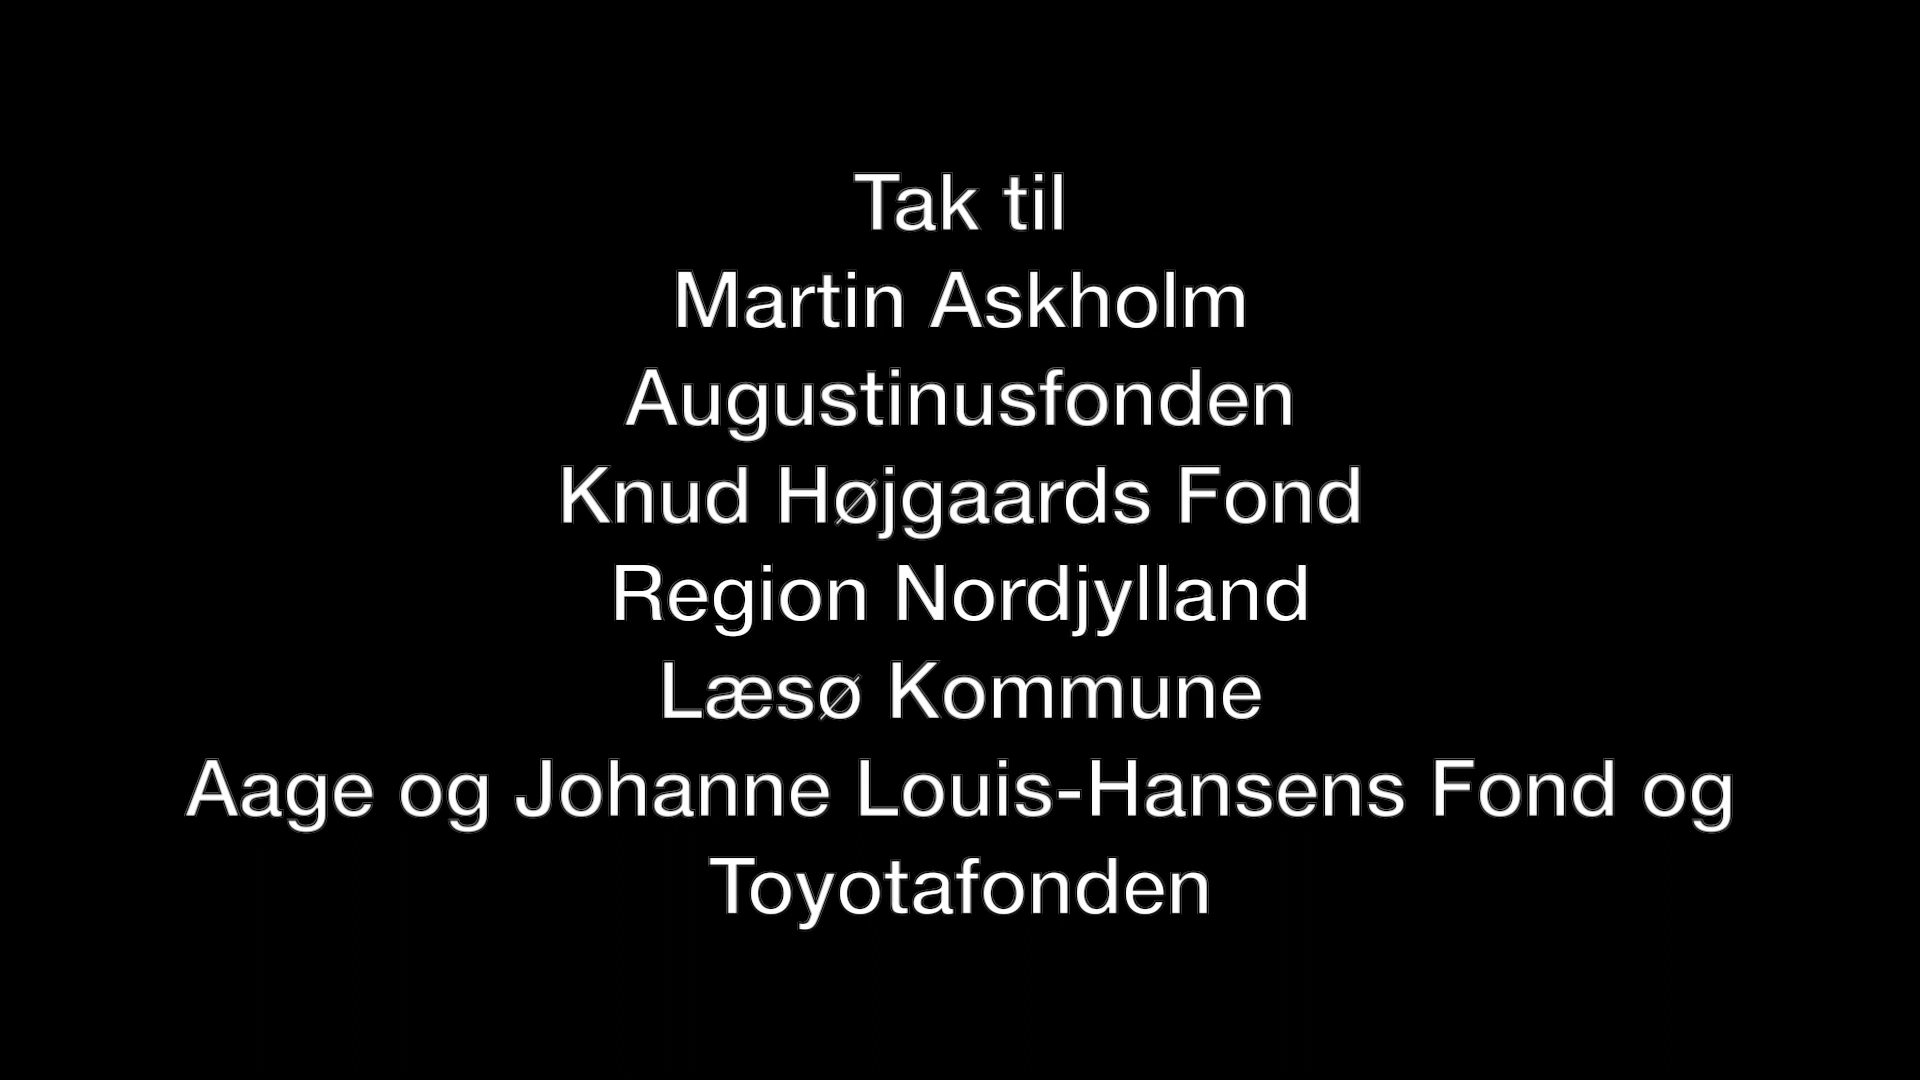 Tak til
Martin Askholm
Augustinusfonden
Knud Højgaards Fond
Region Nordjylland
Læsø Kommune
Aage og Johanne Louis-Hansens Fond og
Toyotafonden